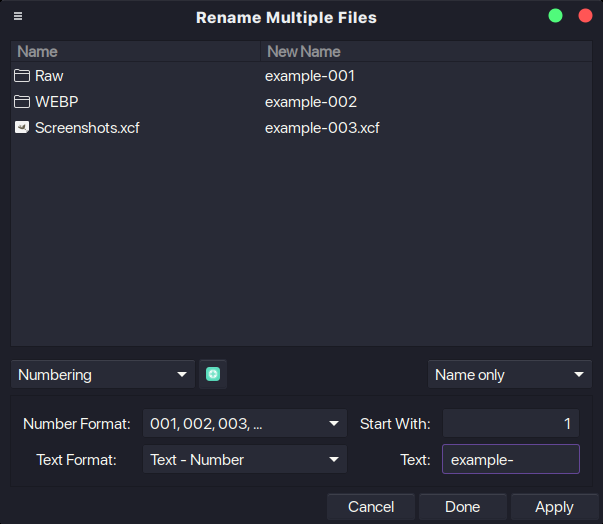 Rename Multiple Files
Name New Name
Raw example-001
WEBP example-002
Screenshots.xcf example-003.xcf
Numbering Name only
Number Format: 001, 002, 003, ... Start With: 1
Text Format: Text - Number Text: example-
Cancel Done Apply